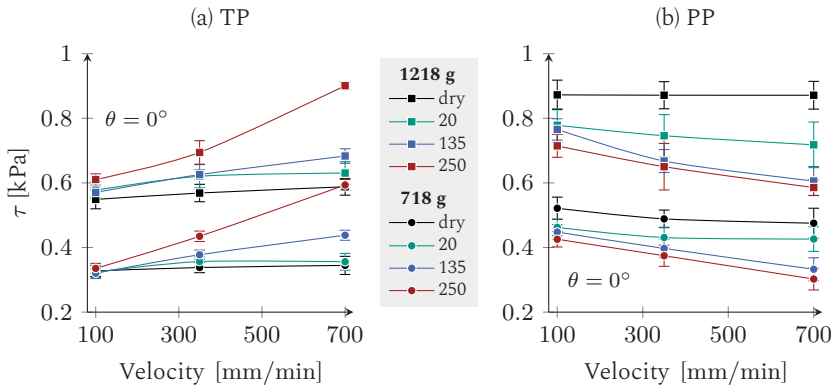 (a) TP
1
0.8
0.6
0.4
0.2
τ [kPa]
θ = 0°
100
300
500
700
Velocity [mm/min]
1218 g
dry
20
135
250
718 g
dry
20
135
250
(b) PP
1
0.8
0.6
0.4
0.2
θ = 0°
100
300
500
700
Velocity [mm/min]